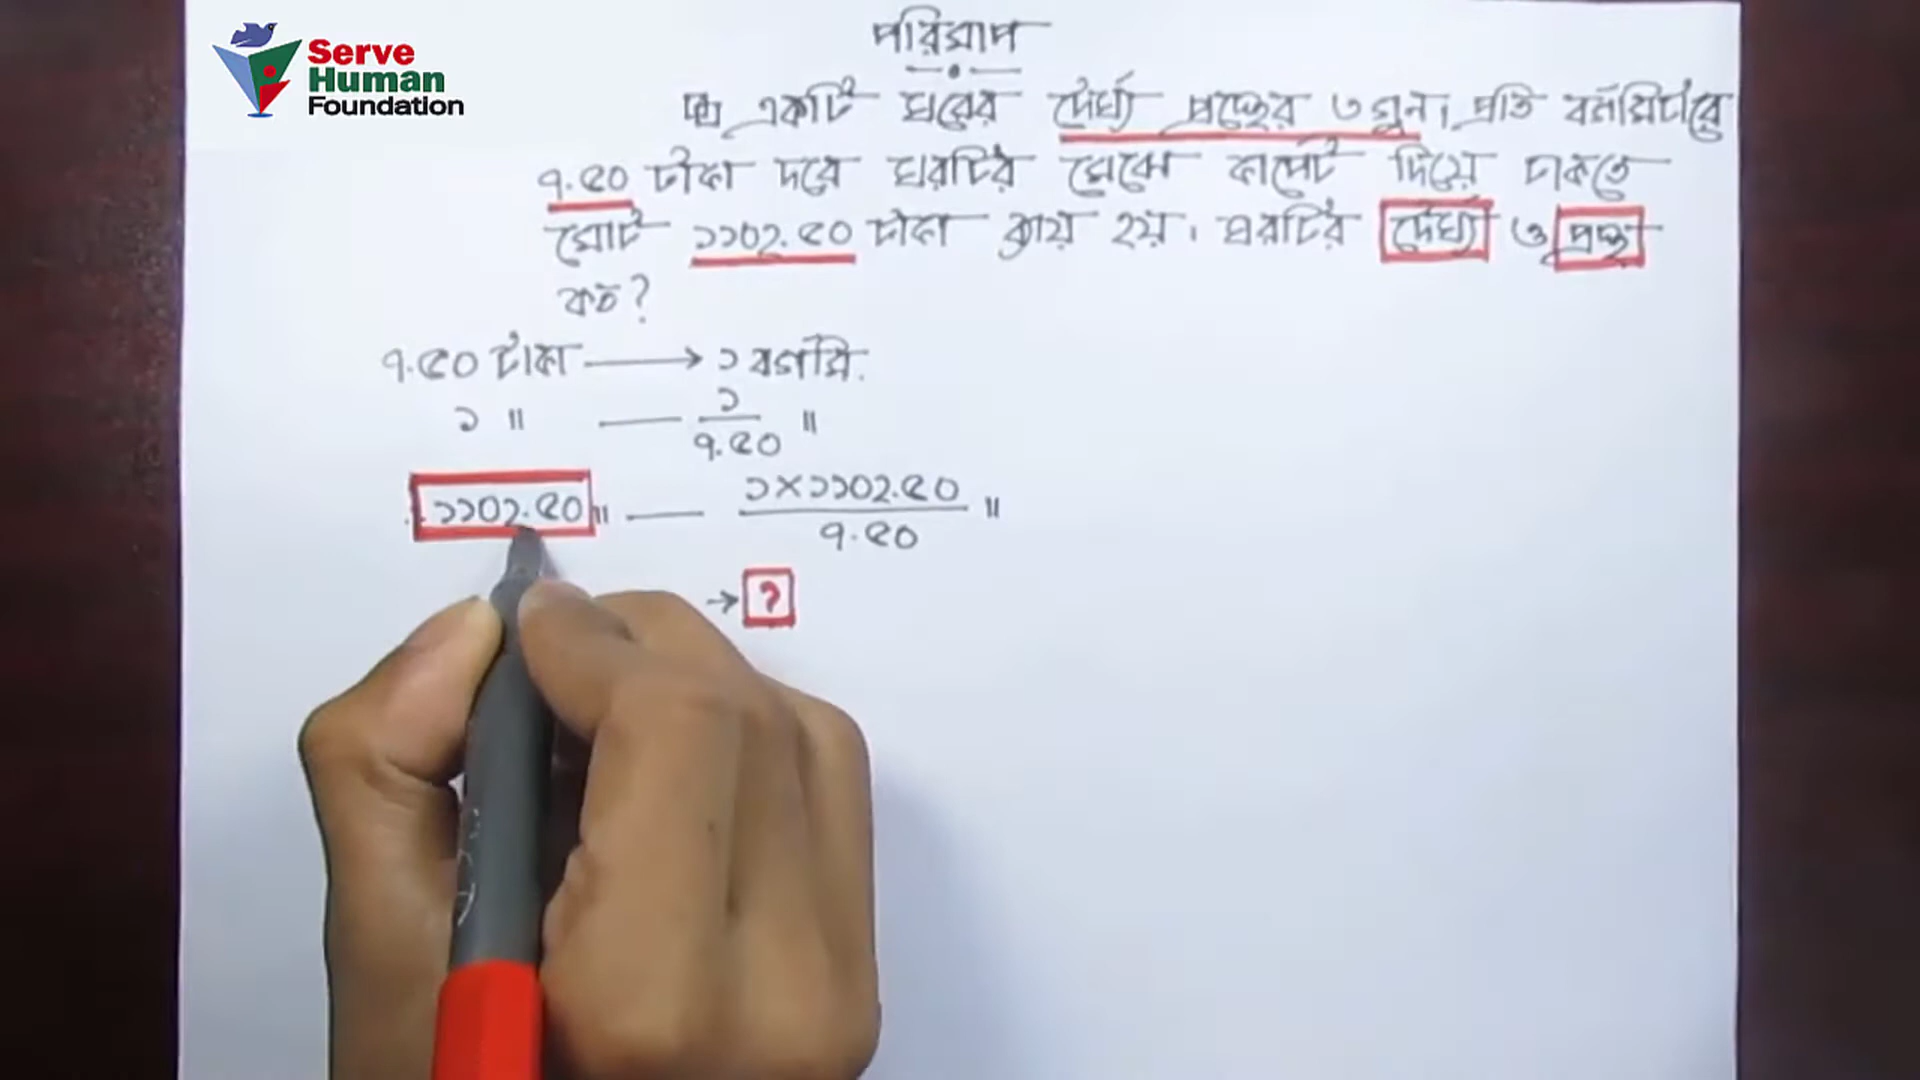 Serve
Human
Foundation
পরিমাপ
একটি ঘরের দৈর্ঘ্য প্রস্থের ৩ গুন। প্রতি বর্গমিটারে
৭.৫০ টাকা দরে ঘরটির মেঝে কার্পেট দিয়ে ঢাকতে
মোট ১১০২.৫০ টাকা ব্যয় হয়। ঘরটির দৈর্ঘ্য ও প্রস্থ
কত?
৭.৫০ টাকা → ১ বর্গমি.
১ " — ১/৭.৫০ "
১১০২.৫০ " — ১×১১০২.৫০/৭.৫০ "
→ ?